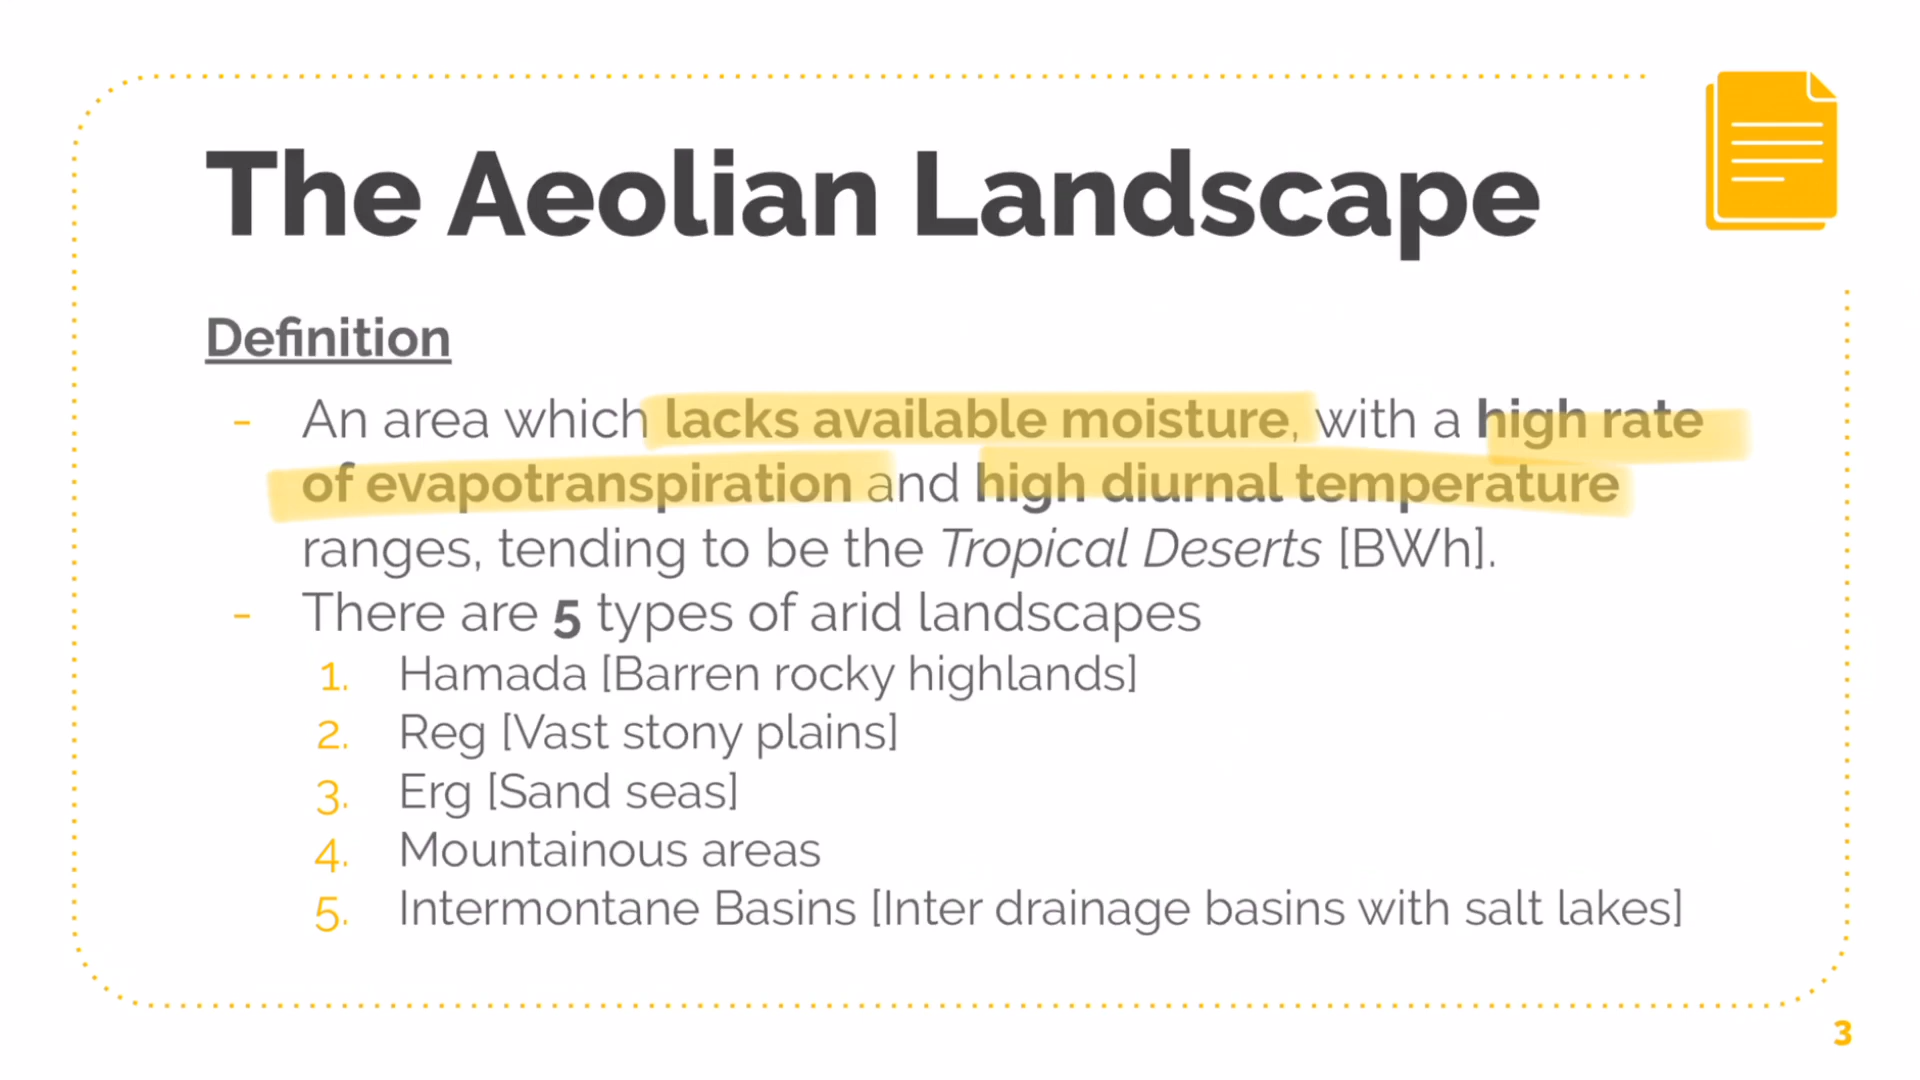 The Aeolian Landscape
Definition
- An area which lacks available moisture, with a high rate
of evapotranspiration and high diurnal temperature
ranges, tending to be the Tropical Deserts [BWh].
- There are 5 types of arid landscapes
1. Hamada [Barren rocky highlands]
2. Reg [Vast stony plains]
3. Erg [Sand seas]
4. Mountainous areas
5. Intermontane Basins [Inter drainage basins with salt lakes]
3